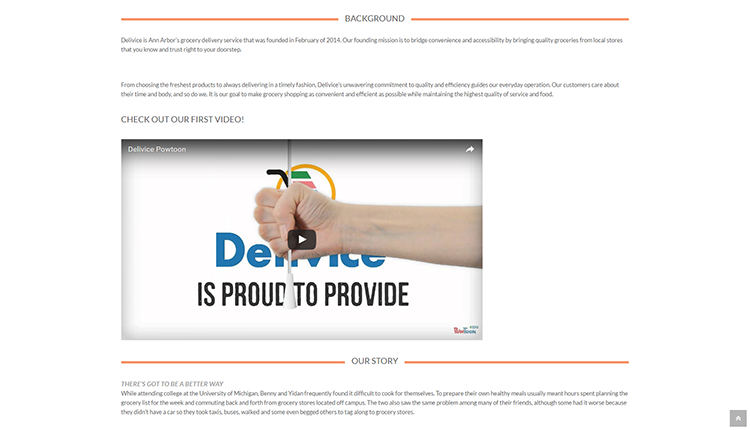 BACKGROUND
Delivice is Ann Arbor's grocery delivery service that was founded in February of 2014. Our founding mission is to bridge convenience and accessibility by bringing quality groceries from local stores
that you know and trust right to your doorstep.
From choosing the freshest products to always delivering in a timely fashion, Delivice's unwavering commitment to quality and efficiency guides our everyday operation. Our customers care about
their time and body, and so do we. It is our goal to make grocery shopping as convenient and efficient as possible while maintaining the highest quality of service and food.
CHECK OUT OUR FIRST VIDEO!
Delivice Powtoon
Delivice
IS PROUD TO PROVIDE
POWTOON
OUR STORY
THERE'S GOT TO BE A BETTER WAY
While attending college at the University of Michigan, Benny and Yidan frequently found it difficult to cook for themselves. To prepare their own healthy meals usually meant hours spent planning the
grocery list for the week and commuting back and forth from grocery stores located off campus. The two also saw the same problem among many of their friends, although some had it worse because
they didn't have a car so they took taxis, buses, walked and some even begged others to tag along to grocery stores.